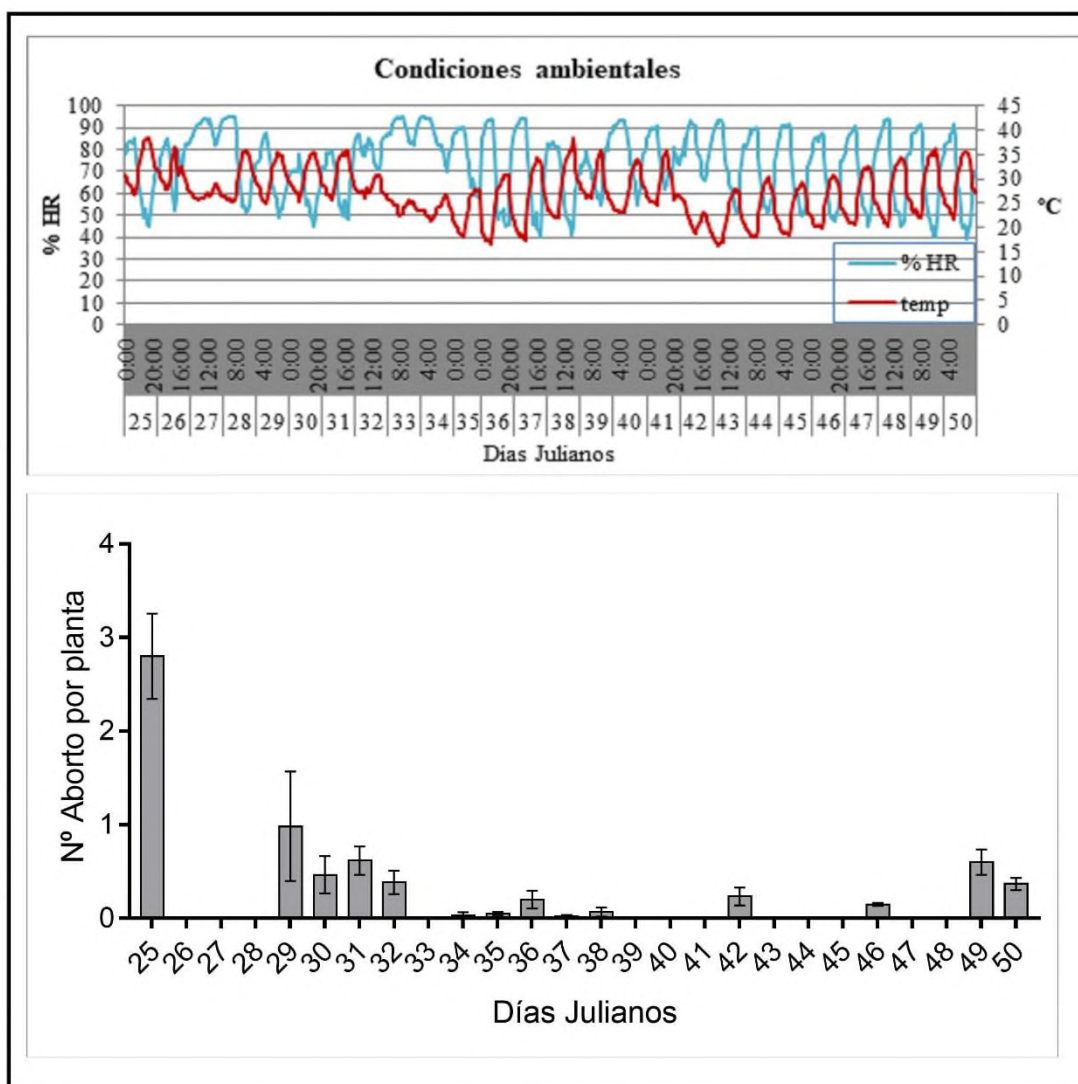 Condiciones ambientales
100
90
80
70
60
50
40
30
20
10
0
% HR
45
40
35
30
25
20
15
10
5
0
°C
% HR
temp
0:00 20:00 16:00 12:00 8:00 4:00 0:00 20:00 16:00 12:00 8:00 4:00 0:00 0:00 20:00 12:00 8:00 4:00 0:00 20:00 16:00 12:00 8:00 4:00 0:00 20:00 16:00 12:00 8:00 4:00
25 26 27 28 29 30 31 32 33 34 35 36 37 38 39 40 41 42 43 44 45 46 47 48 49 50
Dias Julianos
4
3
2
1
0
Nº Aborto por planta
25 26 27 28 29 30 31 32 33 34 35 36 37 38 39 40 41 42 43 44 45 46 47 48 49 50
Días Julianos